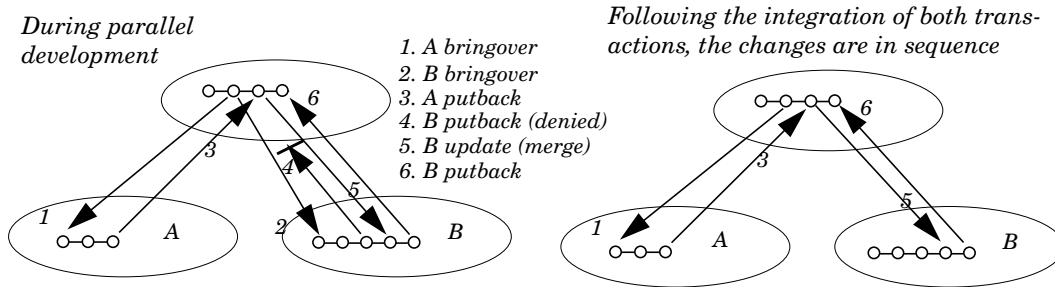 During parallel
development
1. A bringover
2. B bringover
3. A putback
4. B putback (denied)
5. B update (merge)
6. B putback
6
3
4
5
1
2
A
B
Following the integration of both trans-
actions, the changes are in sequence
6
3
5
1
A
B